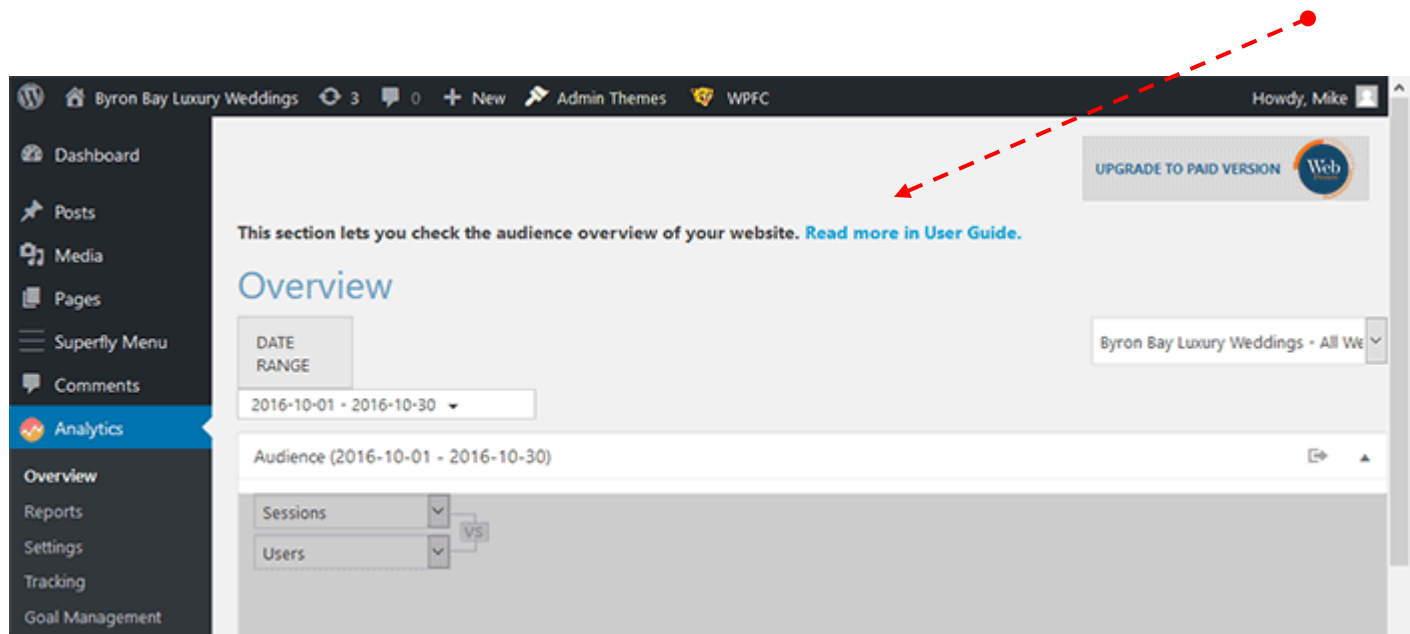 Byron Bay Luxury Weddings 3 0 New Admin Themes WPFC Howdy, Mike
Dashboard
Posts
Media
Pages
Superfly Menu
Comments
Analytics
Overview
Reports
Settings
Tracking
Goal Management
UPGRADE TO PAID VERSION Web
This section lets you check the audience overview of your website. Read more in User Guide.
Overview
DATE
RANGE
Byron Bay Luxury Weddings - All We
2016-10-01 - 2016-10-30
Audience (2016-10-01 - 2016-10-30)
Sessions
VS
Users